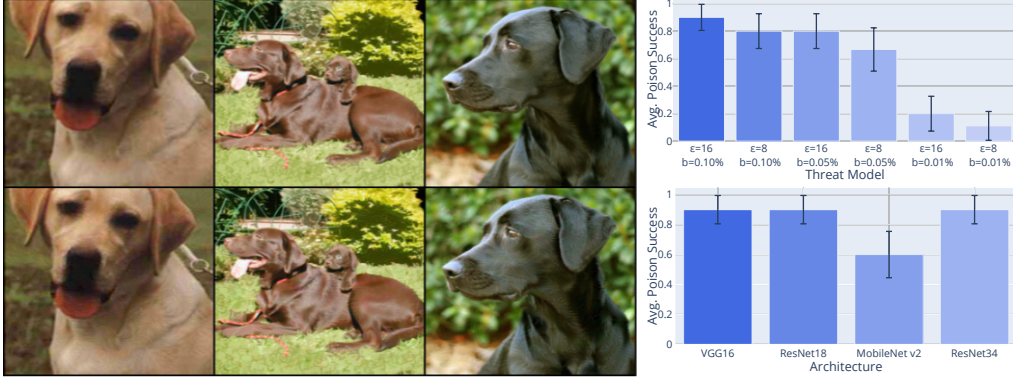 Avg. Poison Success
1
0.8
0.6
0.4
0.2
0
ε=16 ε=8 ε=16 ε=8 ε=16 ε=8
b=0.10% b=0.10% b=0.05% b=0.05% b=0.01% b=0.01%
Threat Model
Avg. Poison Success
1
0.8
0.6
0.4
0.2
0
VGG16 ResNet18 MobileNet v2 ResNet34
Architecture